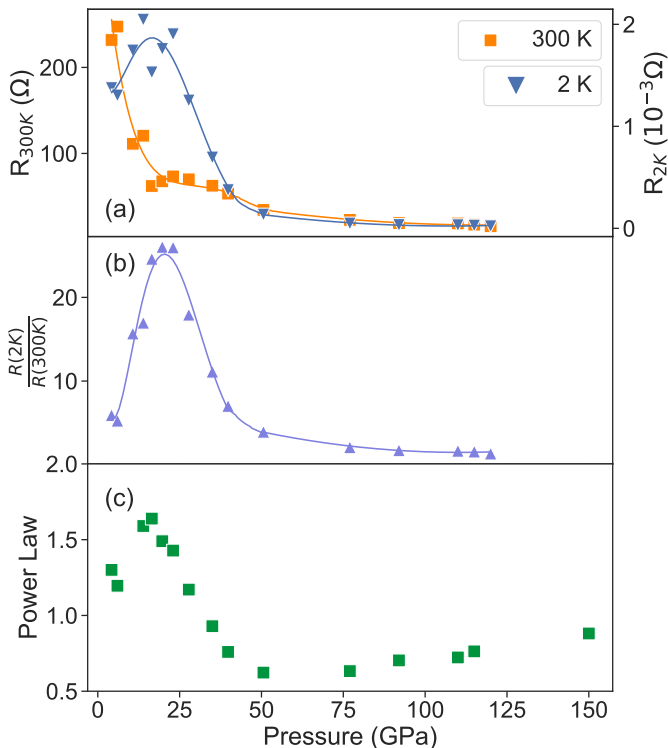 300 K
2 K
200
100
R300K (Ω)
2
1
0
R2K (10−3Ω)
(a)
(b)
20
10
R(2K)
R(300K)
2.0
(c)
1.5
1.0
0.5
Power Law
0 25 50 75 100 125 150
Pressure (GPa)